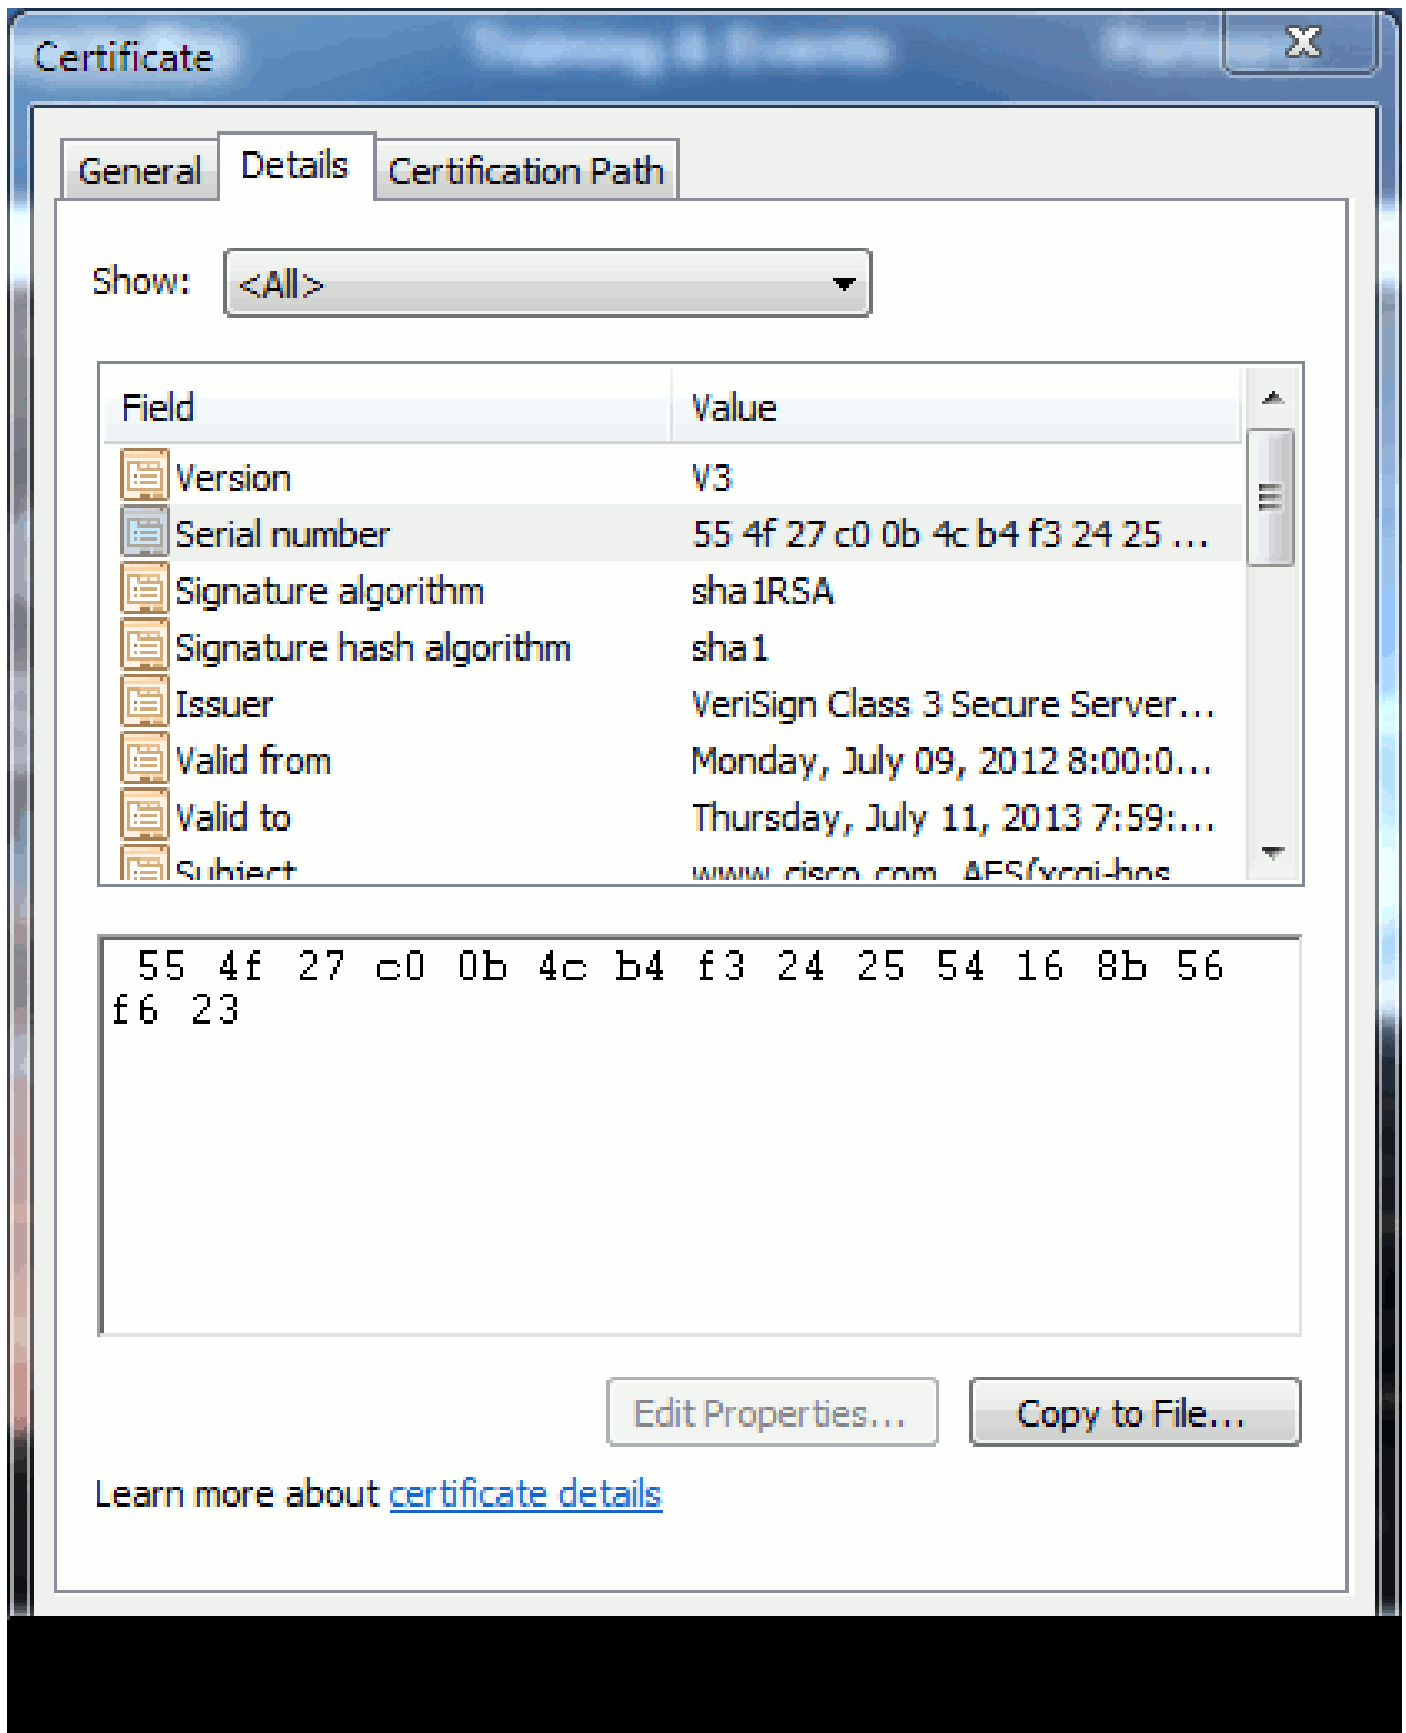 Certificate
General Details Certification Path
Show: <All>
Field Value
Version V3
Serial number 55 4f 27 c0 0b 4c b4 f3 24 25 ...
Signature algorithm sha1RSA
Signature hash algorithm sha1
Issuer VeriSign Class 3 Secure Server...
Valid from Monday, July 09, 2012 8:00:0...
Valid to Thursday, July 11, 2013 7:59:...
Subject www.cisco.com
55 4f 27 c0 0b 4c b4 f3 24 25 54 16 8b 56
f6 23
Edit Properties... Copy to File...
Learn more about certificate details